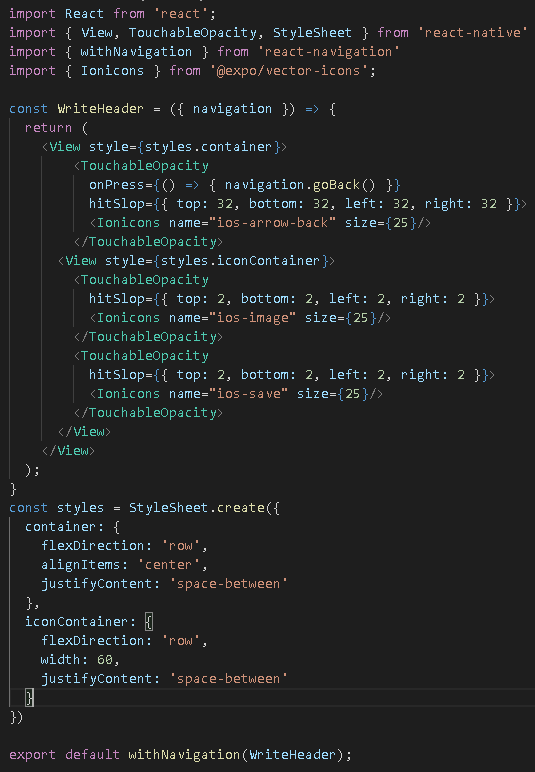 import React from 'react';
import { View, TouchableOpacity, StyleSheet } from 'react-native'
import { withNavigation } from 'react-navigation'
import { Ionicons } from '@expo/vector-icons';

const WriteHeader = ({ navigation }) => {
  return (
    <View style={styles.container}>
        <TouchableOpacity
          onPress={() => { navigation.goBack() }}
          hitSlop={{ top: 32, bottom: 32, left: 32, right: 32 }}>
          <Ionicons name="ios-arrow-back" size={25}/>
        </TouchableOpacity>
      <View style={styles.iconContainer}>
        <TouchableOpacity
          hitSlop={{ top: 2, bottom: 2, left: 2, right: 2 }}>
          <Ionicons name="ios-image" size={25}/>
        </TouchableOpacity>
        <TouchableOpacity
          hitSlop={{ top: 2, bottom: 2, left: 2, right: 2 }}>
          <Ionicons name="ios-save" size={25}/>
        </TouchableOpacity>
      </View>
    </View>
  );
}
const styles = StyleSheet.create({
  container: {
    flexDirection: 'row',
    alignItems: 'center',
    justifyContent: 'space-between'
  },
  iconContainer: {
    flexDirection: 'row',
    width: 60,
    justifyContent: 'space-between'
  }
})

export default withNavigation(WriteHeader);